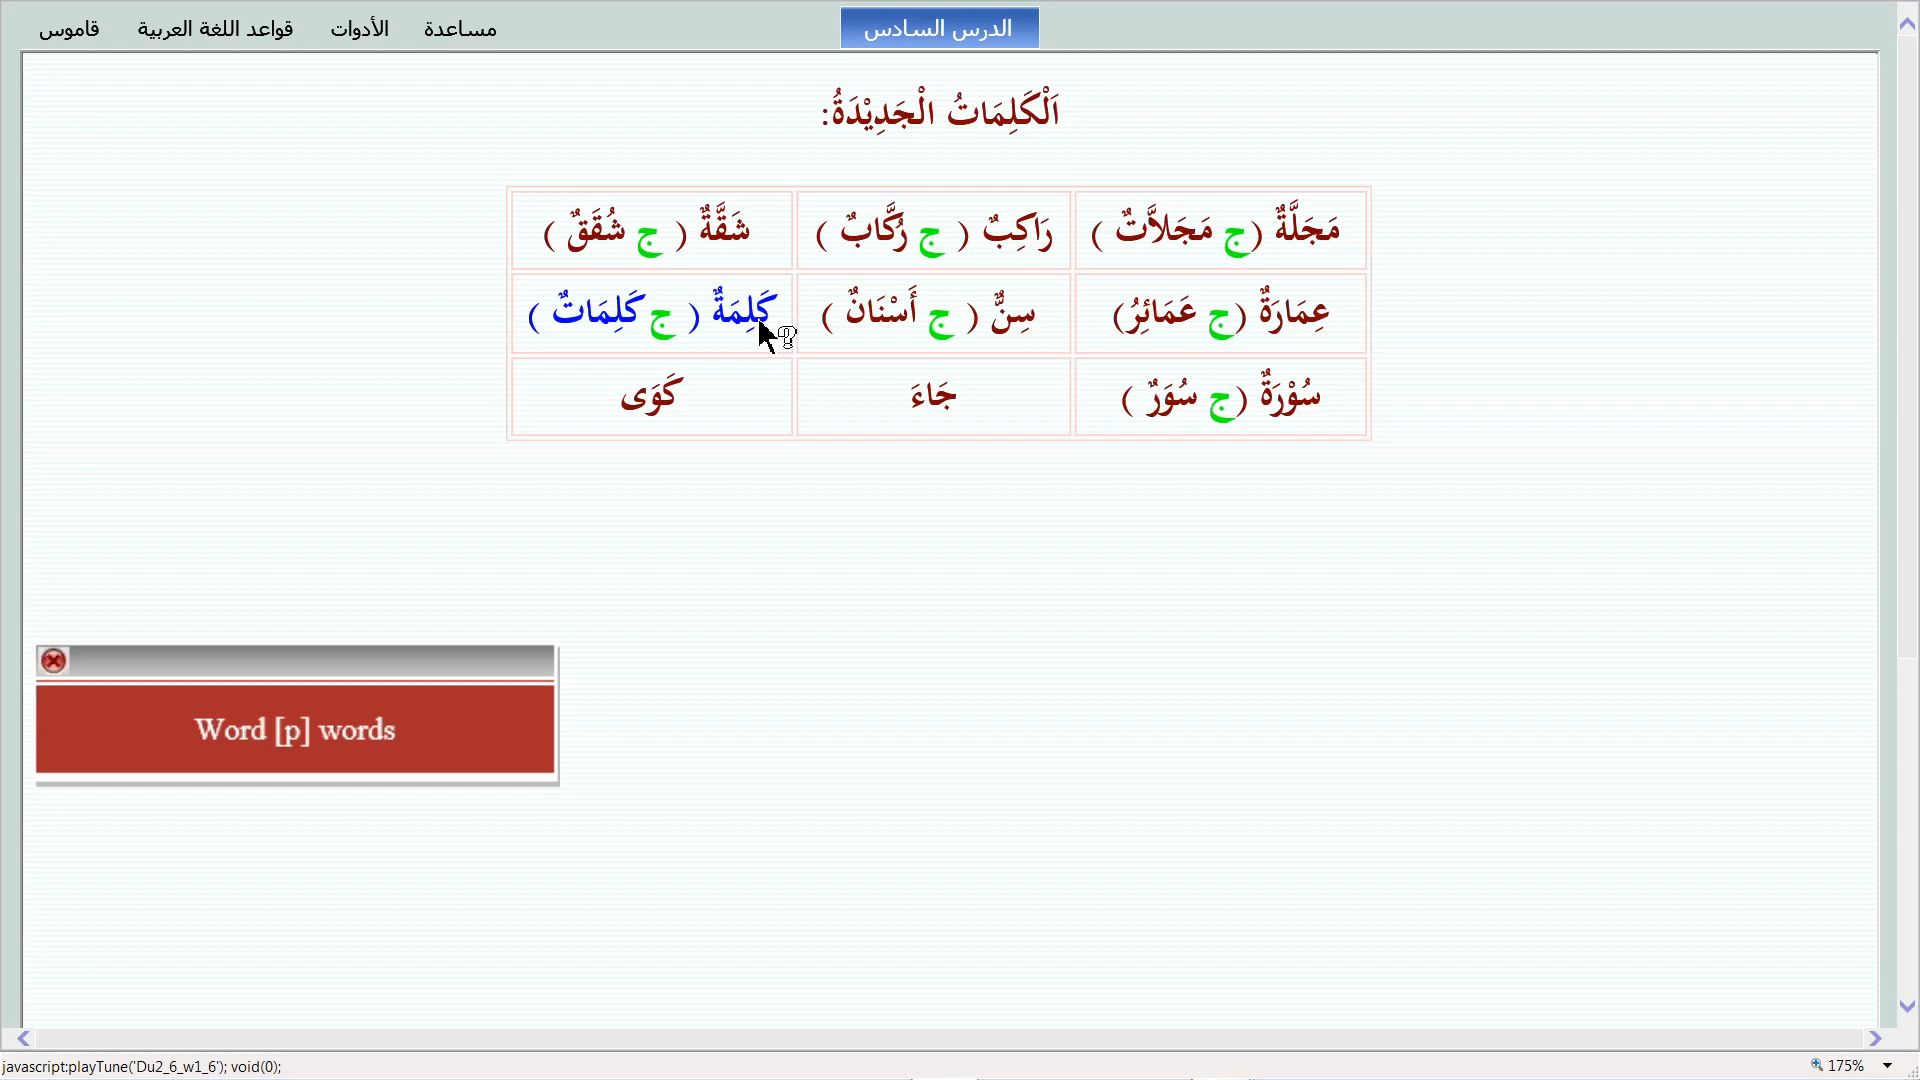 الدرس السادس
مساعدة الأدوات قواعد اللغة العربية قاموس
اَلْكَلِمَاتُ الْجَدِيْدَةُ:
مَجَلَّةٌ (ج مَجَلاَّتٌ ) رَاكِبٌ ( ج رُكَّابٌ ) شَقَّةٌ ( ج شُقَقٌ )
عِمَارَةٌ (ج عَمَائِرُ) سِنٌّ ( ج أَسْنَانٌ ) كَلِمَةٌ ( ج كَلِمَاتٌ )
سُوْرَةٌ (ج سُوَرٌ ) جَاءَ كَوَى
Word [p] words
javascript:playTune('Du2_6_w1_6'); void(0);
175%